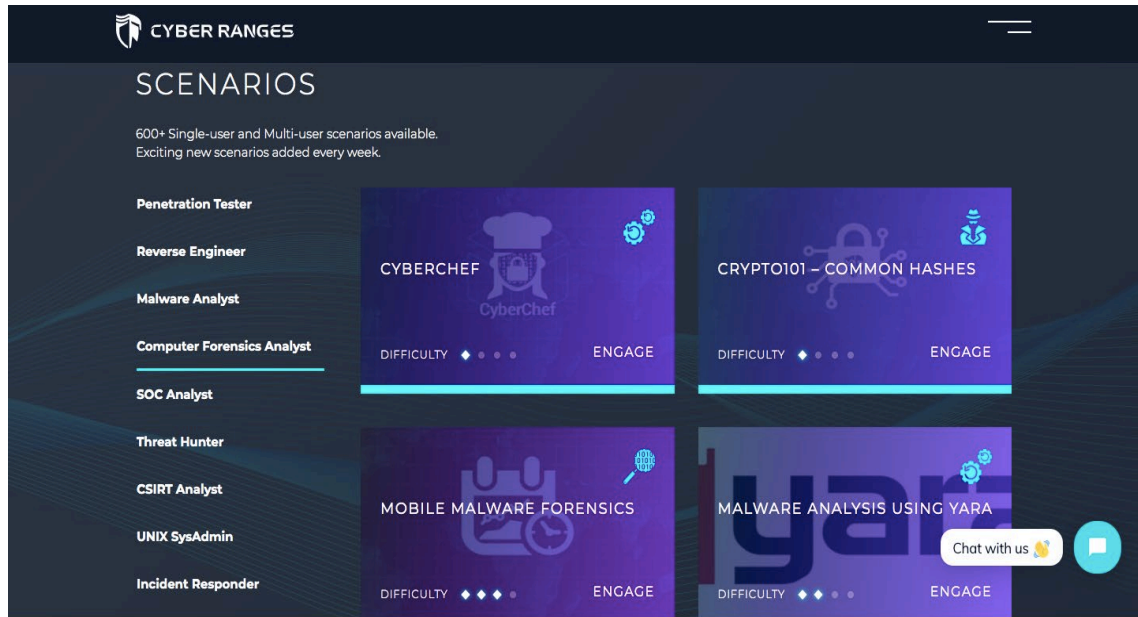 CYBER RANGES
SCENARIOS
600+ Single-user and Multi-user scenarios available.
Exciting new scenarios added every week.
Penetration Tester
Reverse Engineer
Malware Analyst
Computer Forensics Analyst
SOC Analyst
Threat Hunter
CSIRT Analyst
UNIX SysAdmin
Incident Responder
CYBERCHEF
CyberChef
DIFFICULTY
ENGAGE
CRYPTO101 – COMMON HASHES
DIFFICULTY
ENGAGE
MOBILE MALWARE FORENSICS
DIFFICULTY
ENGAGE
MALWARE ANALYSIS USING YARA
yara
DIFFICULTY
ENGAGE
Chat with us 👋